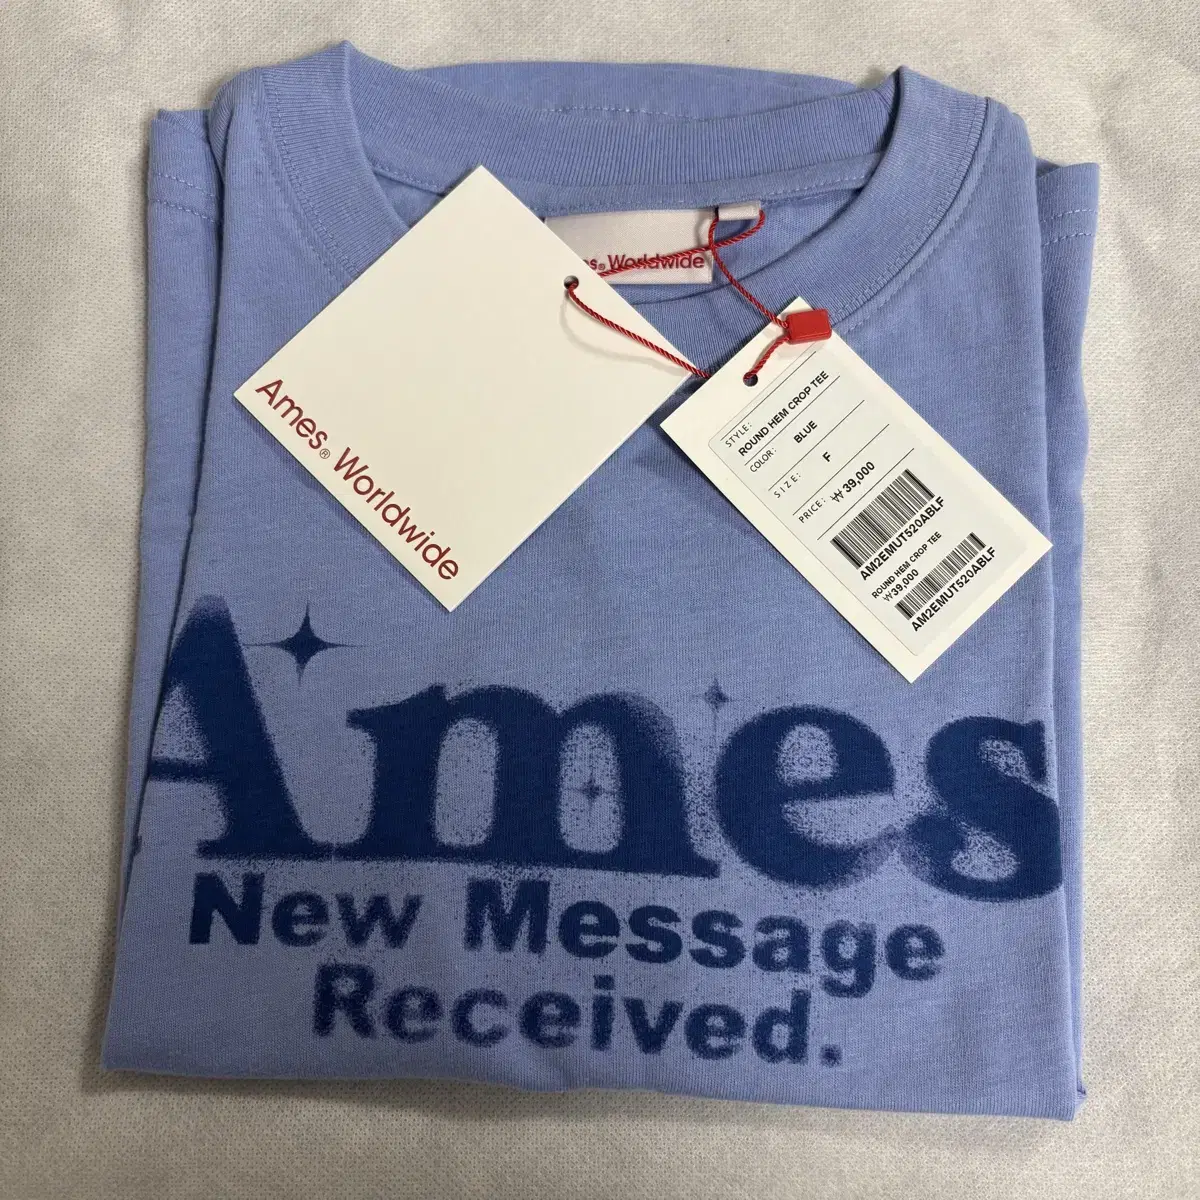 Ames® Worldwide
s® Worldwide
STYLE:
ROUND HEM CROP TEE
COLOR: BLUE
SIZE: F
PRICE: ₩ 39,000
AM2EMUT520ABLF
ROUND HEM CROP TEE
₩39,000
AM2EMUT520ABLF
Ames
New Message
Received.